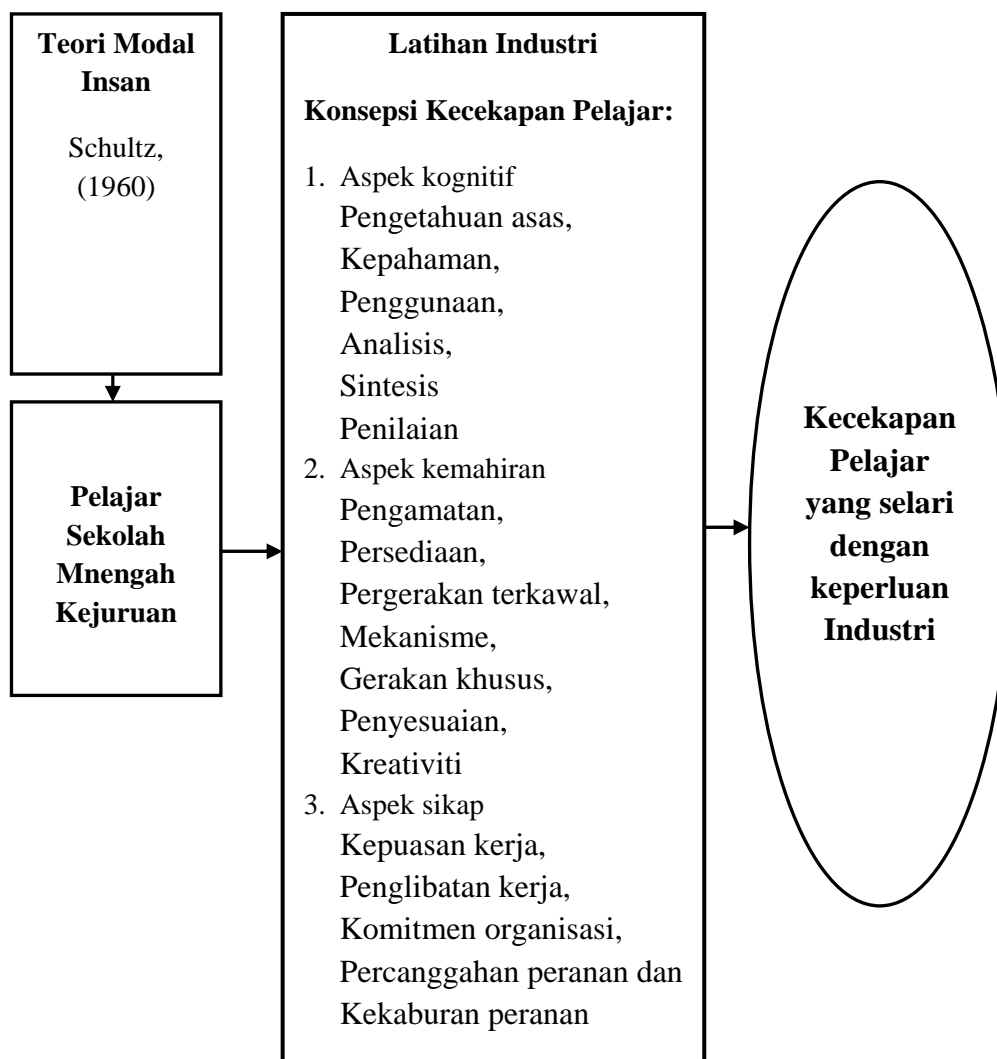 Teori Modal
Insan
Schultz,
(1960)
Pelajar
Sekolah
Mnengah
Kejuruan
Latihan Industri
Konsepsi Kecekapan Pelajar:
1. Aspek kognitif
Pengetahuan asas,
Kepahaman,
Penggunaan,
Analisis,
Sintesis
Penilaian
2. Aspek kemahiran
Pengamatan,
Persediaan,
Pergerakan terkawal,
Mekanisme,
Gerakan khusus,
Penyesuaian,
Kreativiti
3. Aspek sikap
Kepuasan kerja,
Penglibatan kerja,
Komitmen organisasi,
Percanggahan peranan dan
Kekaburan peranan
Kecekapan
Pelajar
yang selari
dengan
keperluan
Industri